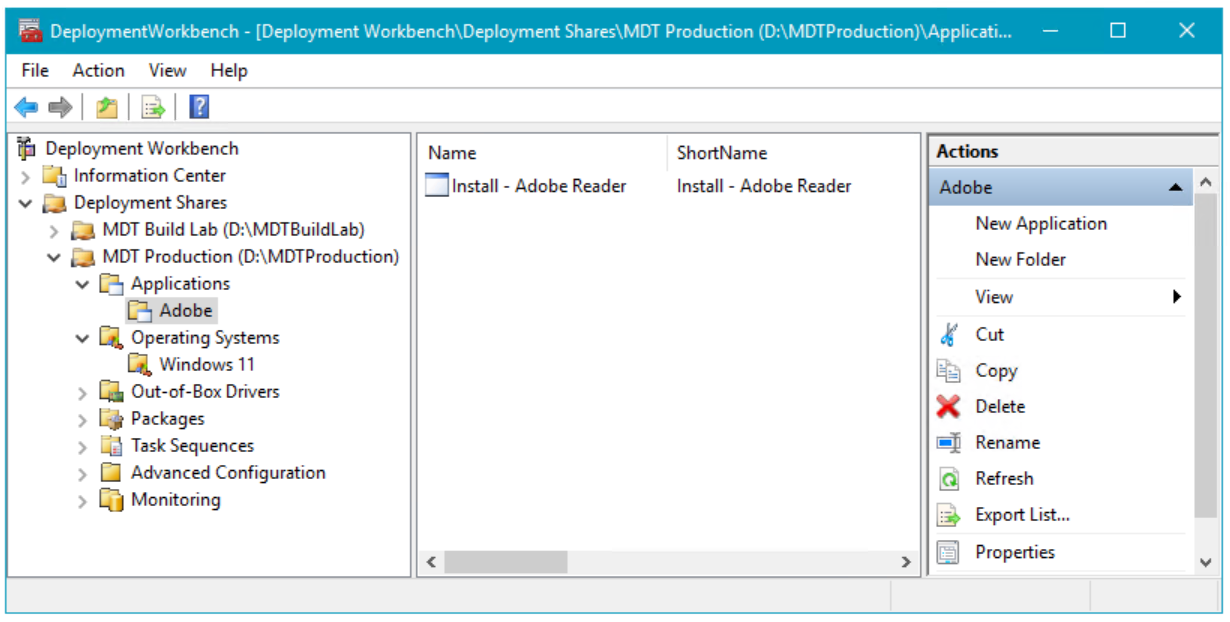 DeploymentWorkbench - [Deployment Workbench\Deployment Shares\MDT Production (D:\MDTProduction)\Applicati...
File Action View Help
Deployment Workbench
Information Center
Deployment Shares
MDT Build Lab (D:\MDTBuildLab)
MDT Production (D:\MDTProduction)
Applications
Adobe
Operating Systems
Windows 11
Out-of-Box Drivers
Packages
Task Sequences
Advanced Configuration
Monitoring
Name ShortName
Install - Adobe Reader Install - Adobe Reader
Actions
Adobe
New Application
New Folder
View
Cut
Copy
Delete
Rename
Refresh
Export List...
Properties